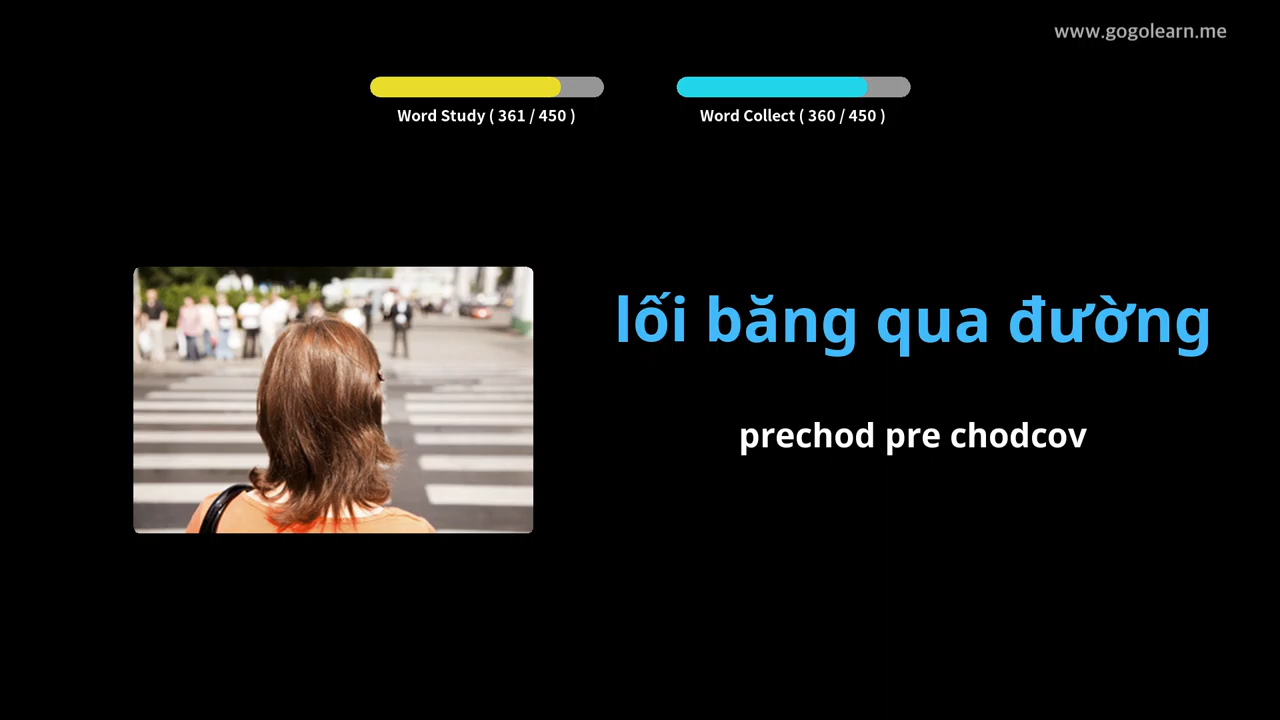 www.gogolearn.me
Word Study ( 361 / 450 )
Word Collect ( 360 / 450 )
lối băng qua đường
prechod pre chodcov